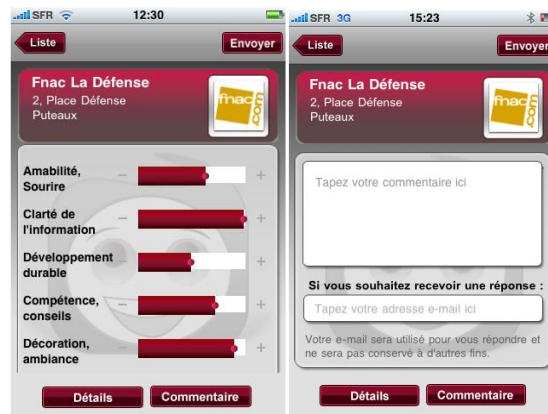 SFR 12:30
Liste Envoyer
Fnac La Défense
2, Place Défense
Puteaux
fnac.com
Amabilité,
Sourire
Clarté de
l'information
Développement
durable
Compétence,
conseils
Décoration,
ambiance
Détails Commentaire
SFR 3G 15:23
Liste Envoyer
Fnac La Défense
2, Place Défense
Puteaux
fnac.com
Tapez votre commentaire ici
Si vous souhaitez recevoir une réponse :
Tapez votre adresse e-mail ici
Votre e-mail sera utilisé pour vous répondre et
ne sera pas conservé à d'autres fins.
Détails Commentaire